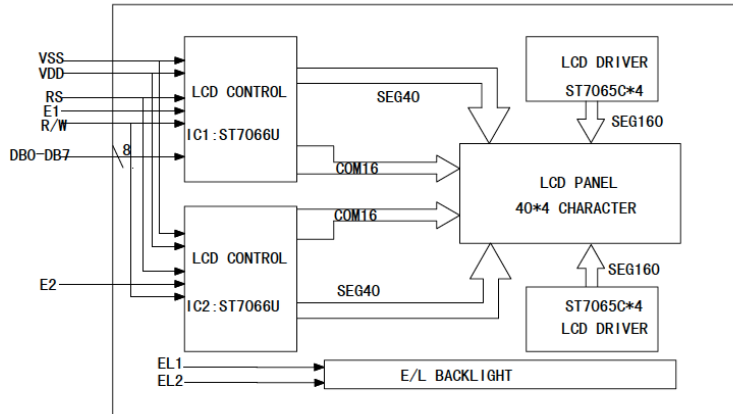 VSS
VDD
RS
E1
R/W
DB0-DB7
8
LCD CONTROL
IC1:ST7066U
SEG40
COM16
LCD DRIVER
ST7065C*4
SEG160
LCD PANEL
40*4 CHARACTER
E2
LCD CONTROL
IC2:ST7066U
COM16
SEG40
SEG160
ST7065C*4
LCD DRIVER
EL1
EL2
E/L BACKLIGHT